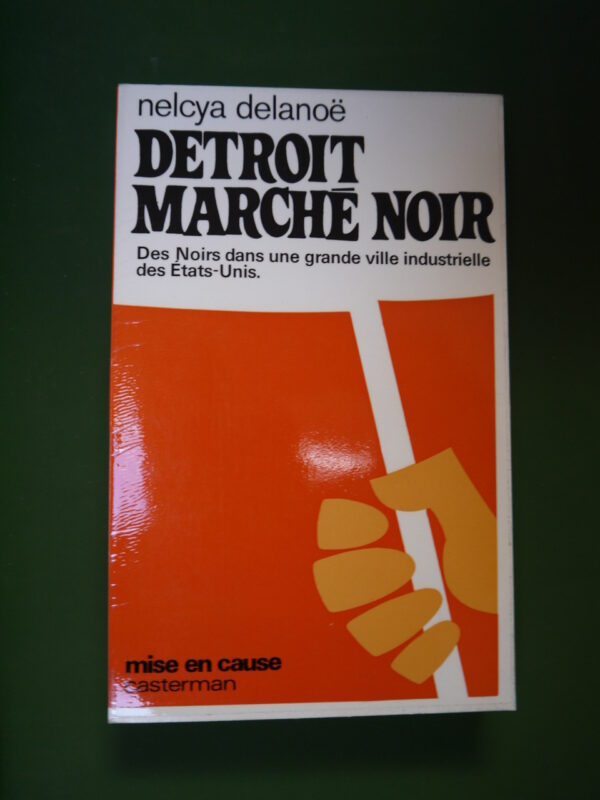 nelcya delanoë
DETROIT
MARCHÉ NOIR
Des Noirs dans une grande ville industrielle
des États-Unis.
mise en cause
casterman